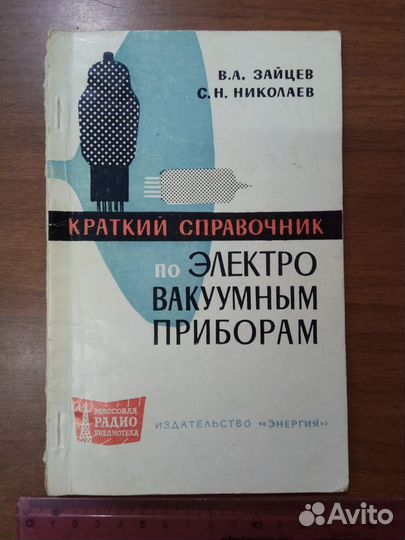 В.А. ЗАЙЦЕВ
С.Н. НИКОЛАЕВ
КРАТКИЙ СПРАВОЧНИК
ПО ЭЛЕКТРО
ВАКУУМНЫМ
ПРИБОРАМ
МАССОВАЯ
РАДИО
БИБЛИОТЕКА
ИЗДАТЕЛЬСТВО «ЭНЕРГИЯ»
Avito